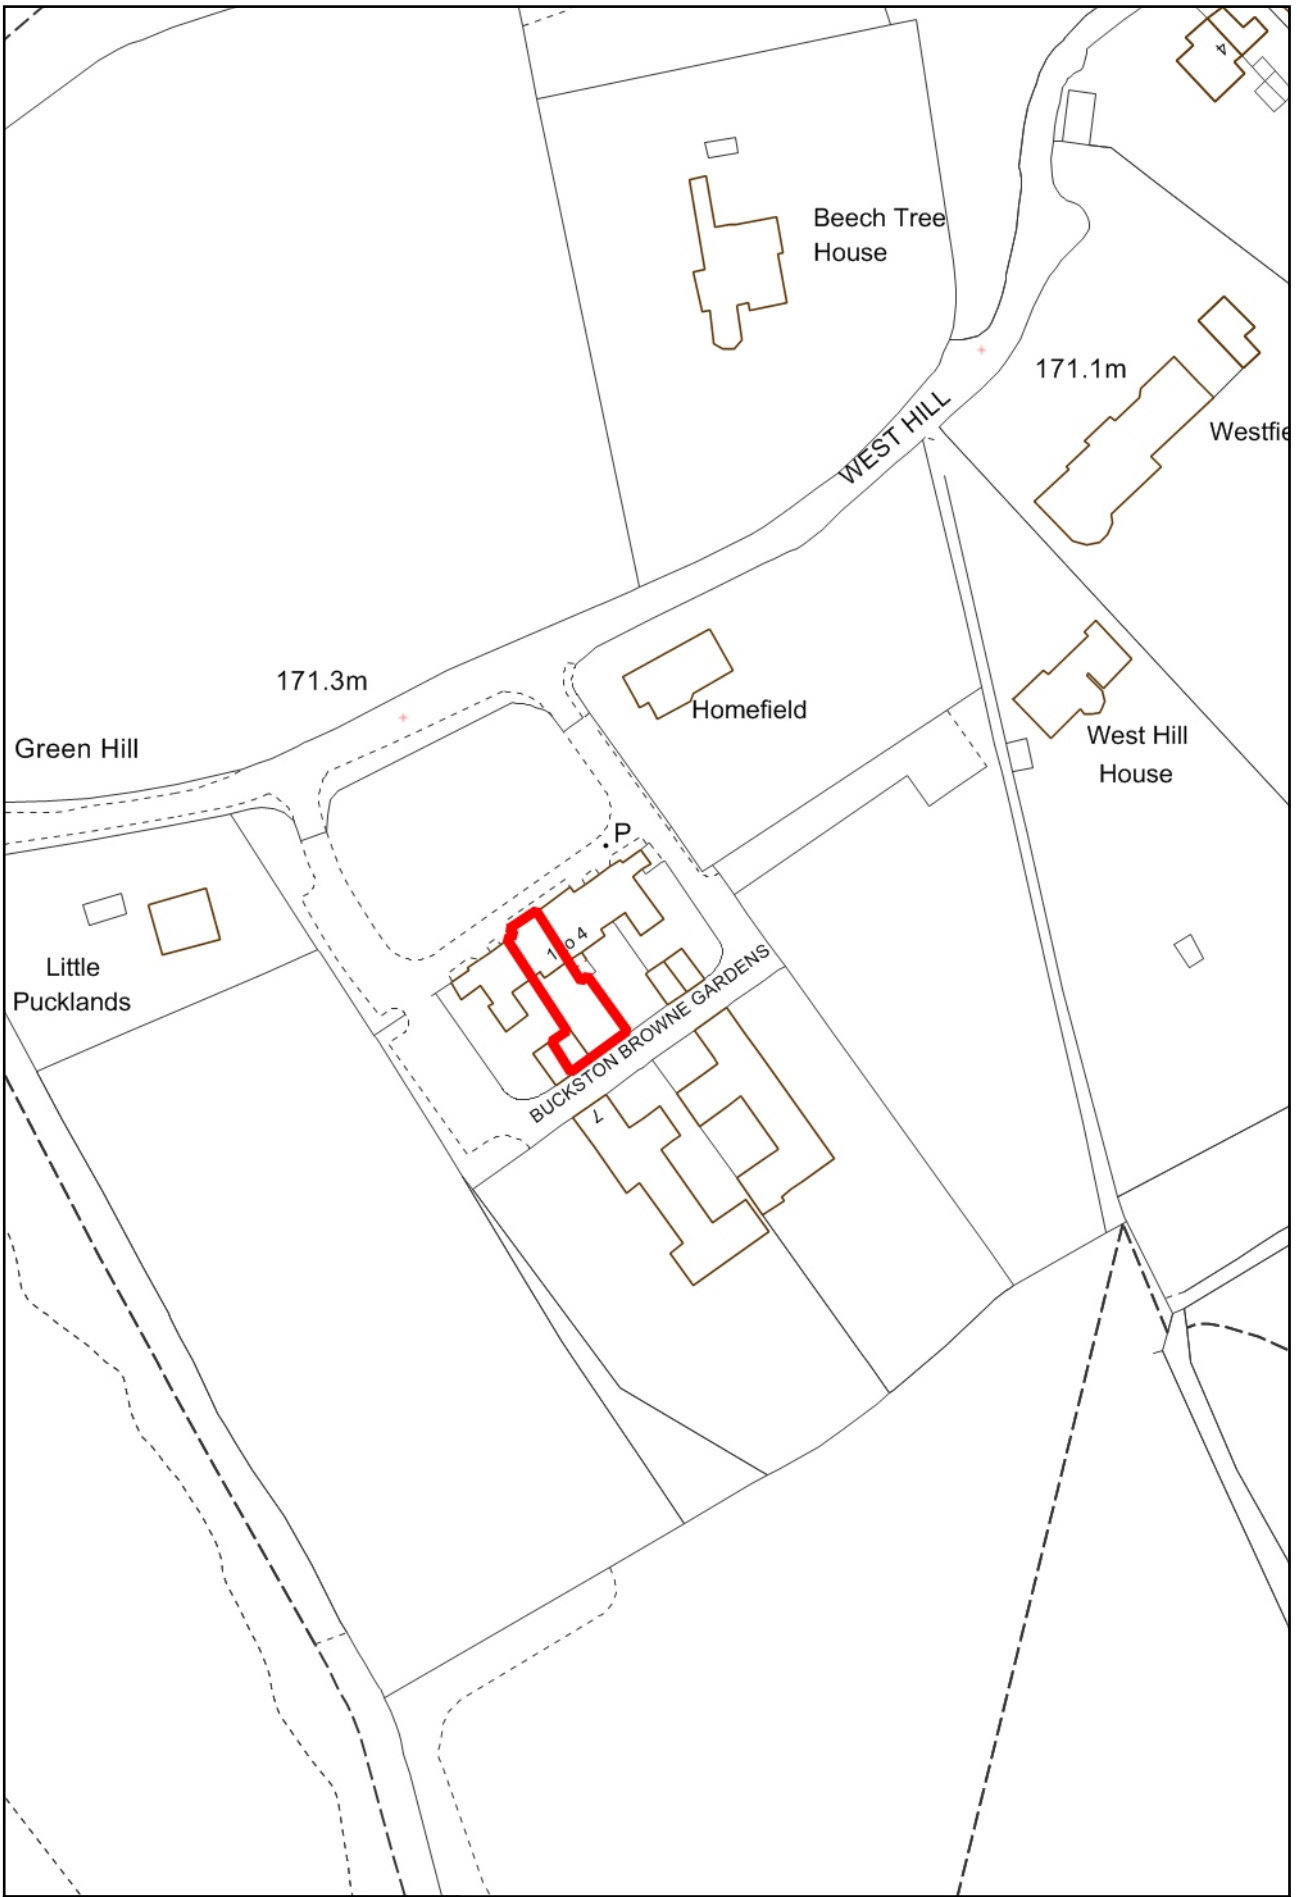 4
Beech Tree
House
171.1m
WEST HILL
Westfie
171.3m
Homefield
Green Hill
West Hill
House
P
1 to 4
Little
Pucklands
BUCKSTON BROWNE GARDENS
7